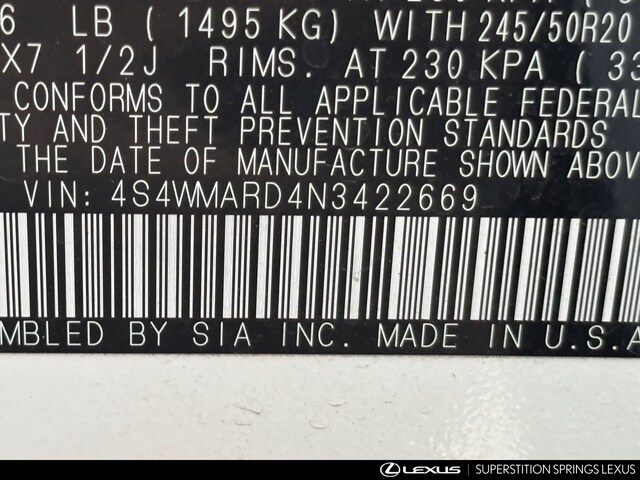 6 LB ( 1495 KG) WITH 245/50R20
X7 1/2J RIMS. AT 230 KPA ( 33
CONFORMS TO ALL APPLICABLE FEDERAL
TY AND THEFT PREVENTION STANDARDS
THE DATE OF MANUFACTURE SHOWN ABOV
VIN: 4S4WMARD4N3422669
MBLED BY SIA INC. MADE IN U.S.A
LEXUS SUPERSTITION SPRINGS LEXUS